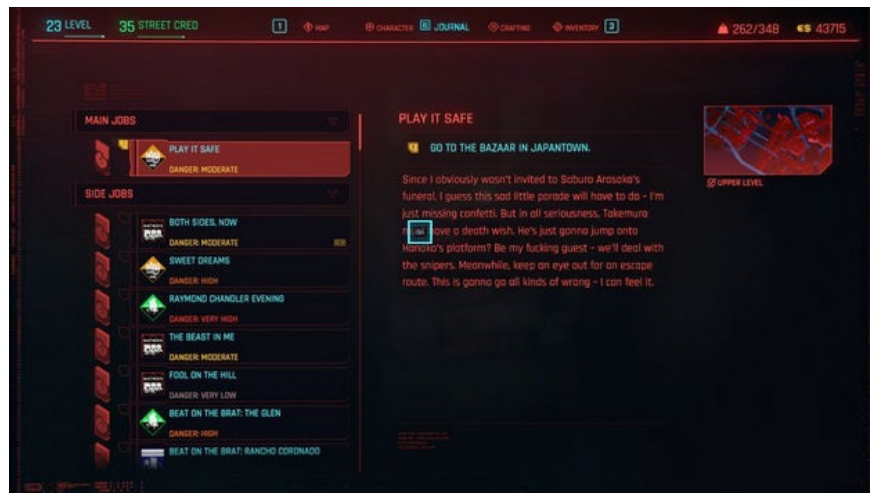 23 LEVEL
35 STREET CRED
1
MAP
CHARACTER
JOURNAL
CRAFTING
INVENTORY
3
262/348
€$ 43715
MAIN JOBS
PLAY IT SAFE
DANGER: MODERATE
SIDE JOBS
BOTH SIDES, NOW
DANGER: MODERATE
SWEET DREAMS
DANGER: HIGH
RAYMOND CHANDLER EVENING
DANGER: VERY HIGH
THE BEAST IN ME
DANGER: MODERATE
FOOL ON THE HILL
DANGER: VERY LOW
BEAT ON THE BRAT: THE GLEN
DANGER: HIGH
BEAT ON THE BRAT: RANCHO CORONADO
PLAY IT SAFE
GO TO THE BAZAAR IN JAPANTOWN.
Since I obviously wasn't invited to Saburo Arasaka's
funeral, I guess this sad little parade will have to do – I'm
just missing confetti. But in all seriousness, Takemura
have a death wish. He's just gonna jump onto
Hanako's platform? Be my fucking guest – we'll deal with
the snipers. Meanwhile, keep an eye out for an escape
route. This is gonna go all kinds of wrong – I can feel it.
UPPER LEVEL